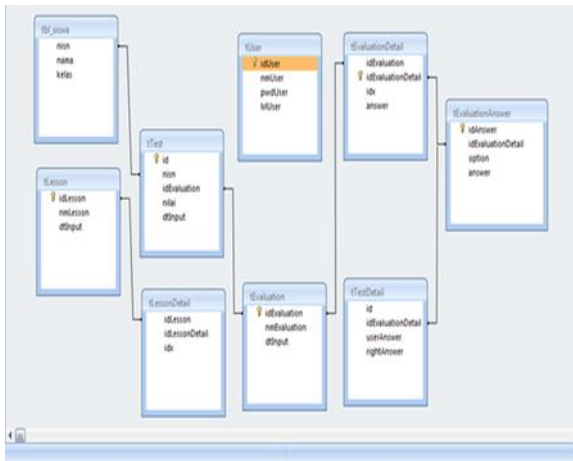 tbl_siswa
nisn
nama
kelas
tUser
idUser
nmUser
pwdUser
lvlUser
tEvaluationDetail
idEvaluation
idEvaluationDetail
idx
answer
tEvaluationAnswer
idAnswer
idEvaluationDetail
option
answer
tTest
id
nisn
idEvaluation
nilai
dtInput
tLesson
idLesson
nmLesson
dtInput
tLessonDetail
idLesson
idLessonDetail
idx
tEvaluation
idEvaluation
nmEvaluation
dtInput
tTestDetail
id
idEvaluationDetail
userAnswer
rightAnswer